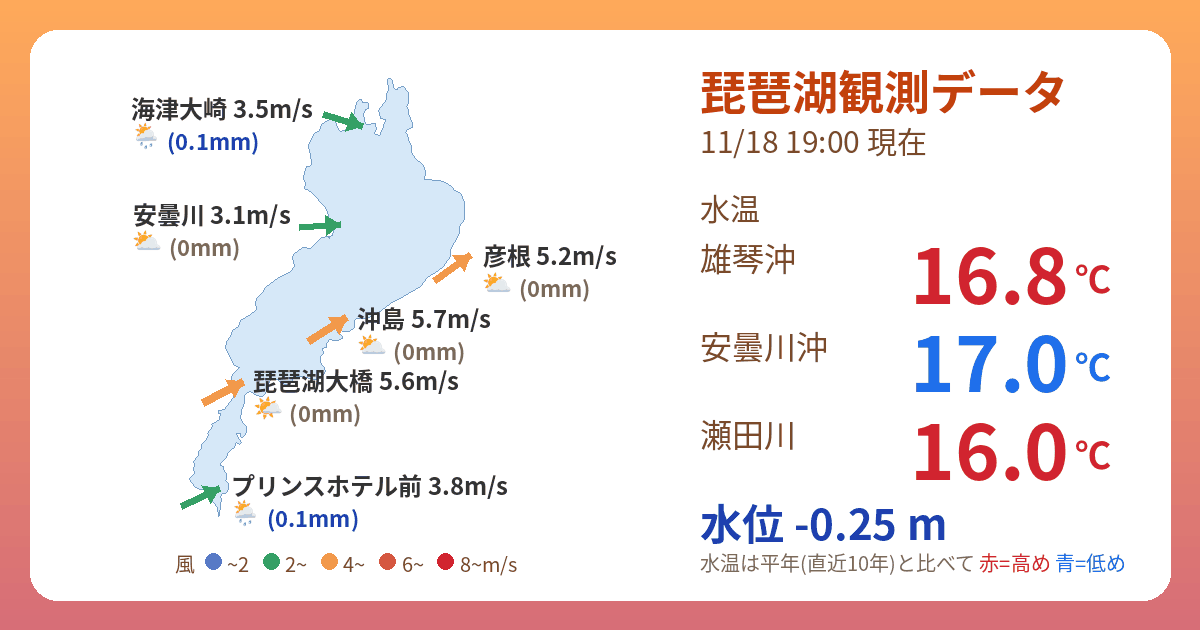 海津大崎 3.5m/s
(0.1mm)
安曇川 3.1m/s
(0mm)
彦根 5.2m/s
(0mm)
沖島 5.7m/s
(0mm)
琵琶湖大橋 5.6m/s
(0mm)
プリンスホテル前 3.8m/s
(0.1mm)
風 ~2 2~ 4~ 6~ 8~m/s
琵琶湖観測データ
11/18 19:00 現在
水温
雄琴沖 16.8℃
安曇川沖 17.0℃
瀬田川 16.0℃
水位 -0.25 m
水温は平年(直近10年)と比べて 赤=高め 青=低め